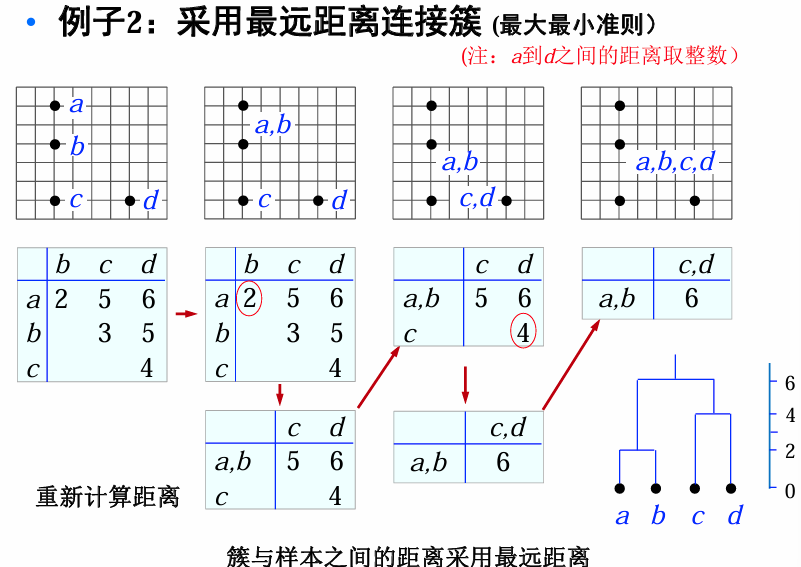 • 例子2：采用最远距离连接簇 (最大最小准则）
(注：a到d之间的距离取整数）
a
b
c d
a,b
c d
a,b
c,d
a,b,c,d
b c d
a 2 5 6
b 3 5
c 4
b c d
a 2 5 6
b 3 5
c 4
c d
a,b 5 6
c 4
c,d
a,b 6
c d
a,b 5 6
c 4
c,d
a,b 6
6
4
2
0
a b c d
重新计算距离
簇与样本之间的距离采用最远距离